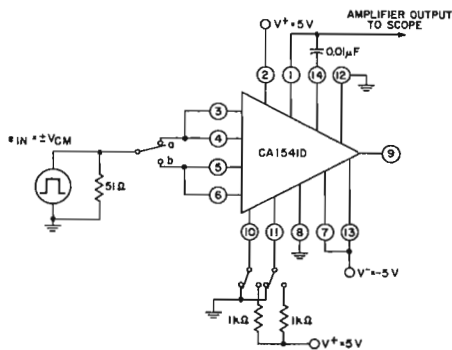 AMPLIFIER OUTPUT
TO SCOPE
V+=5V
0.01μF
2
1
14
12
3
4
5
6
eIN = ±VCM
a
b
51Ω
CA1541D
9
10
11
8
7
13
V-=-5V
1kΩ
1kΩ
V+=5V